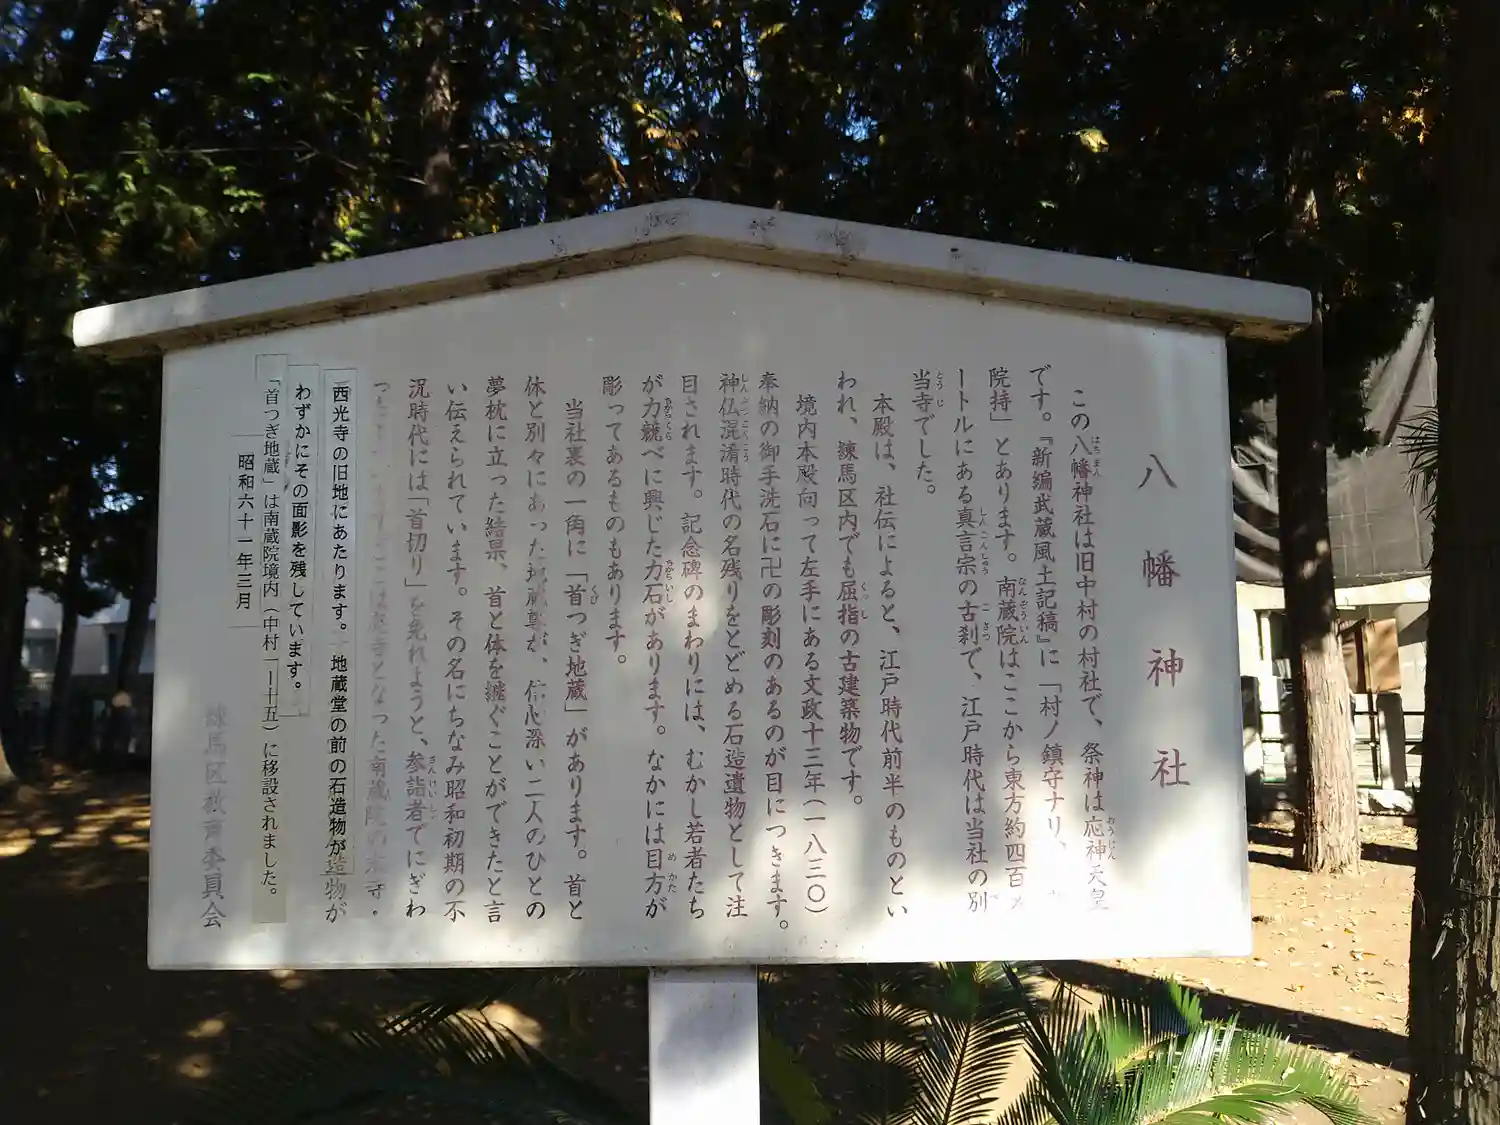 八幡神社
この八幡神社は旧中村の村社で、祭神は応神天皇
です。『新編武蔵風土記稿』に「村ノ鎮守ナリ、
院持」とあります。南蔵院はここから東方約四百メ
ートルにある真言宗の古刹で、江戸時代は当社の別
当寺でした。
本殿は、社伝によると、江戸時代前半のものとい
われ、練馬区内でも屈指の古建築物です。
境内本殿向って左手にある文政十三年(一八三〇)
奉納の御手洗石に卍の彫刻のあるのが目につきます。
神仏混淆時代の名残りをとどめる石造遺物として注
目されます。記念碑のまわりには、むかし若者たち
が力競べに興じた力石があります。なかには目方が
彫ってあるものもあります。
当社裏の一角に「首つぎ地蔵」があります。首と
体と別々にあった地蔵尊が、信心深い二人のひとの
夢枕に立った結果、首と体を継ぐことができたと言
い伝えられています。その名にちなみ昭和初期の不
況時代には「首切り」を免れようと、参詣者でにぎわ
は廃寺となった南蔵院の末寺・
西光寺の旧地にあたります。地蔵堂の前の石造物が
わずかにその面影を残しています。
「首つぎ地蔵」は南蔵院境内(中村一ー十五)に移設されました。
昭和六十一年三月
練馬区教育委員会